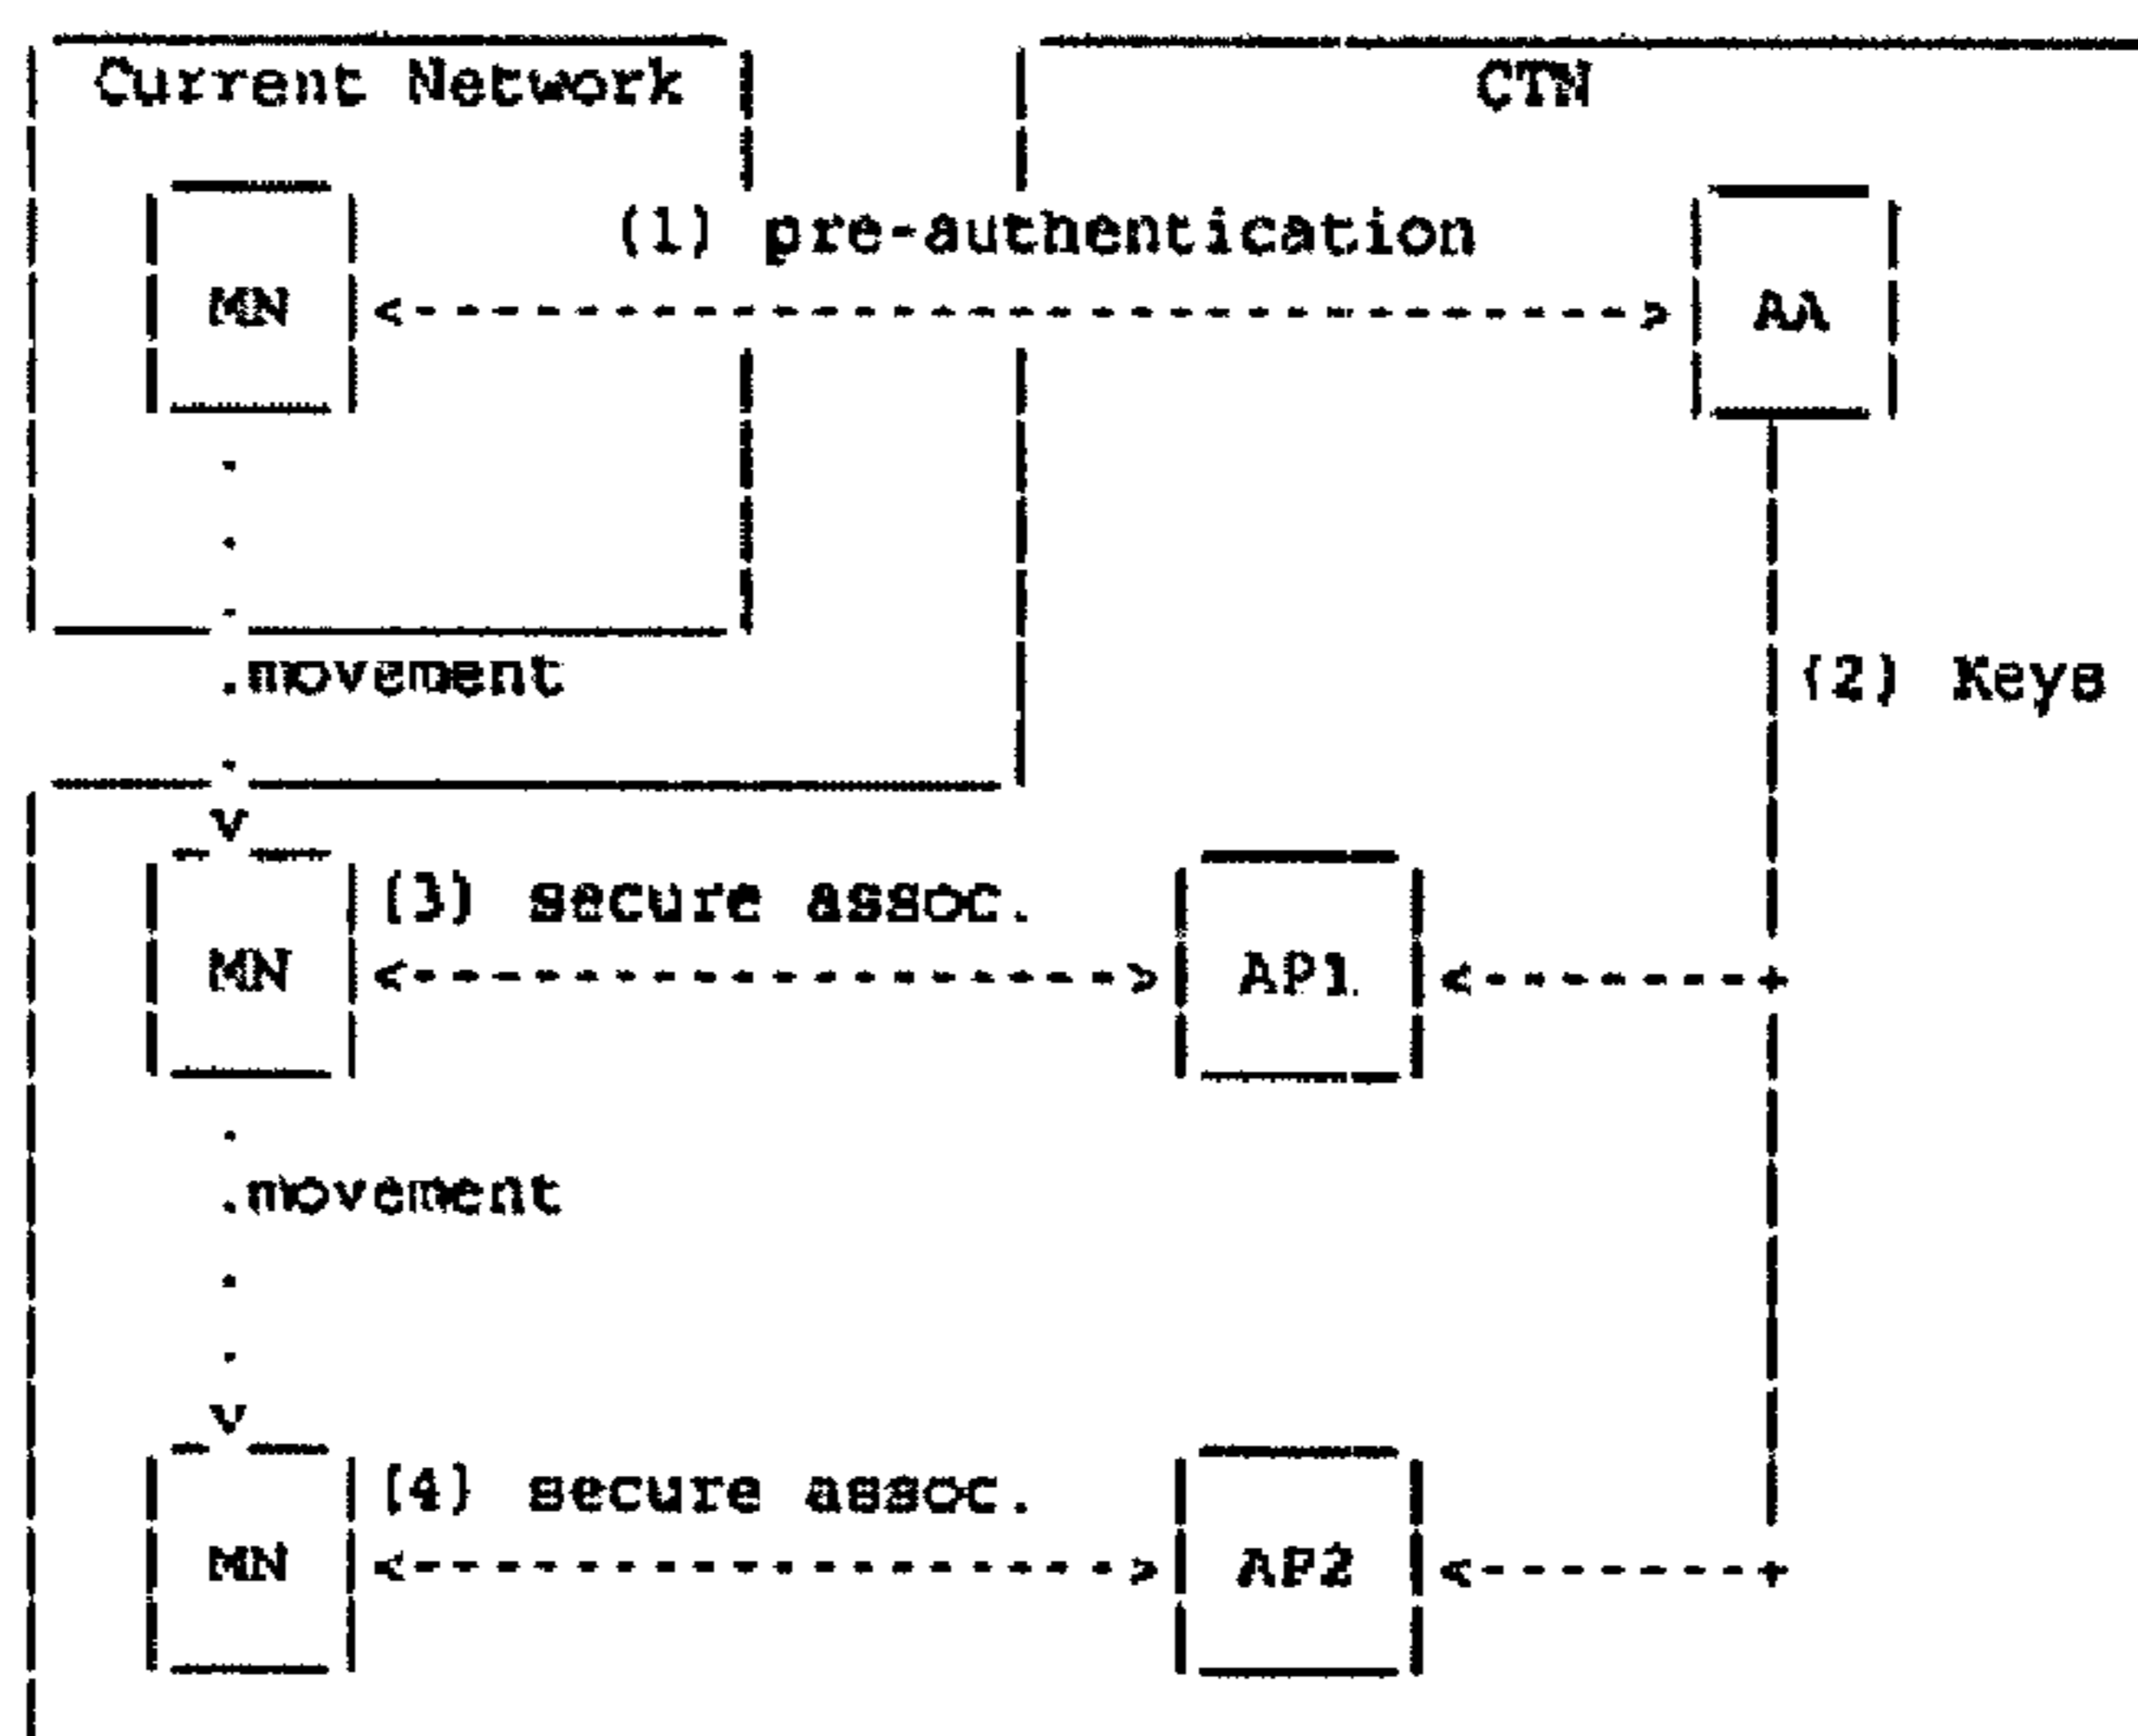 Current Network
CTN
(1) pre-authentication
MN
AA
movement
(2) Keys
(3) secure assoc.
MN
AP1
movement
(4) secure assoc.
MN
AP2